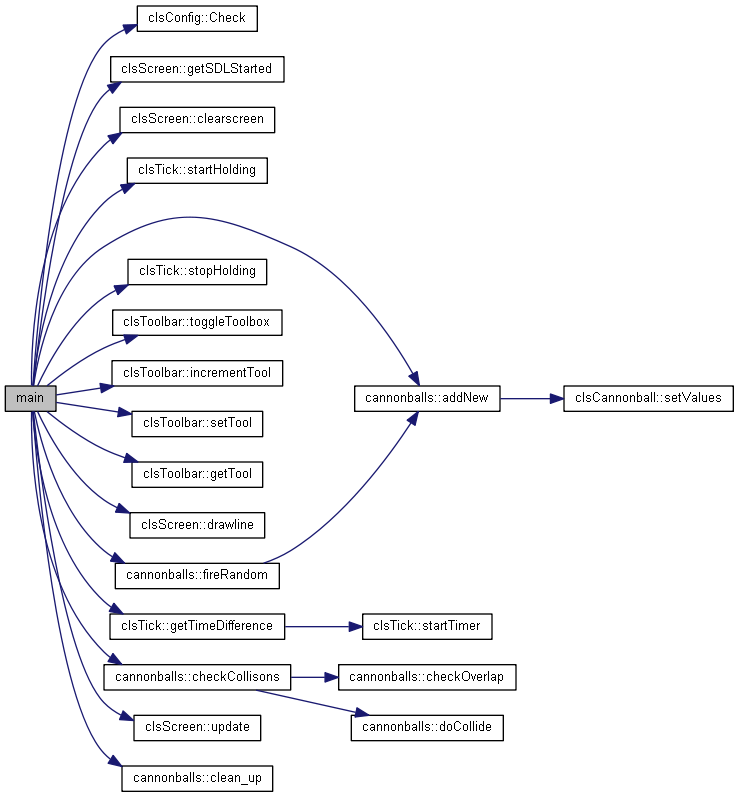 clsConfig::Check
clsScreen::getSDLStarted
clsScreen::clearscreen
clsTick::startHolding
clsTick::stopHolding
clsToolbar::toggleToolbox
clsToolbar::incrementTool
main
cannonballs::addNew
clsCannonball::setValues
clsToolbar::setTool
clsToolbar::getTool
clsScreen::drawline
cannonballs::fireRandom
clsTick::getTimeDifference
clsTick::startTimer
cannonballs::checkCollisons
cannonballs::checkOverlap
clsScreen::update
cannonballs::doCollide
cannonballs::clean_up